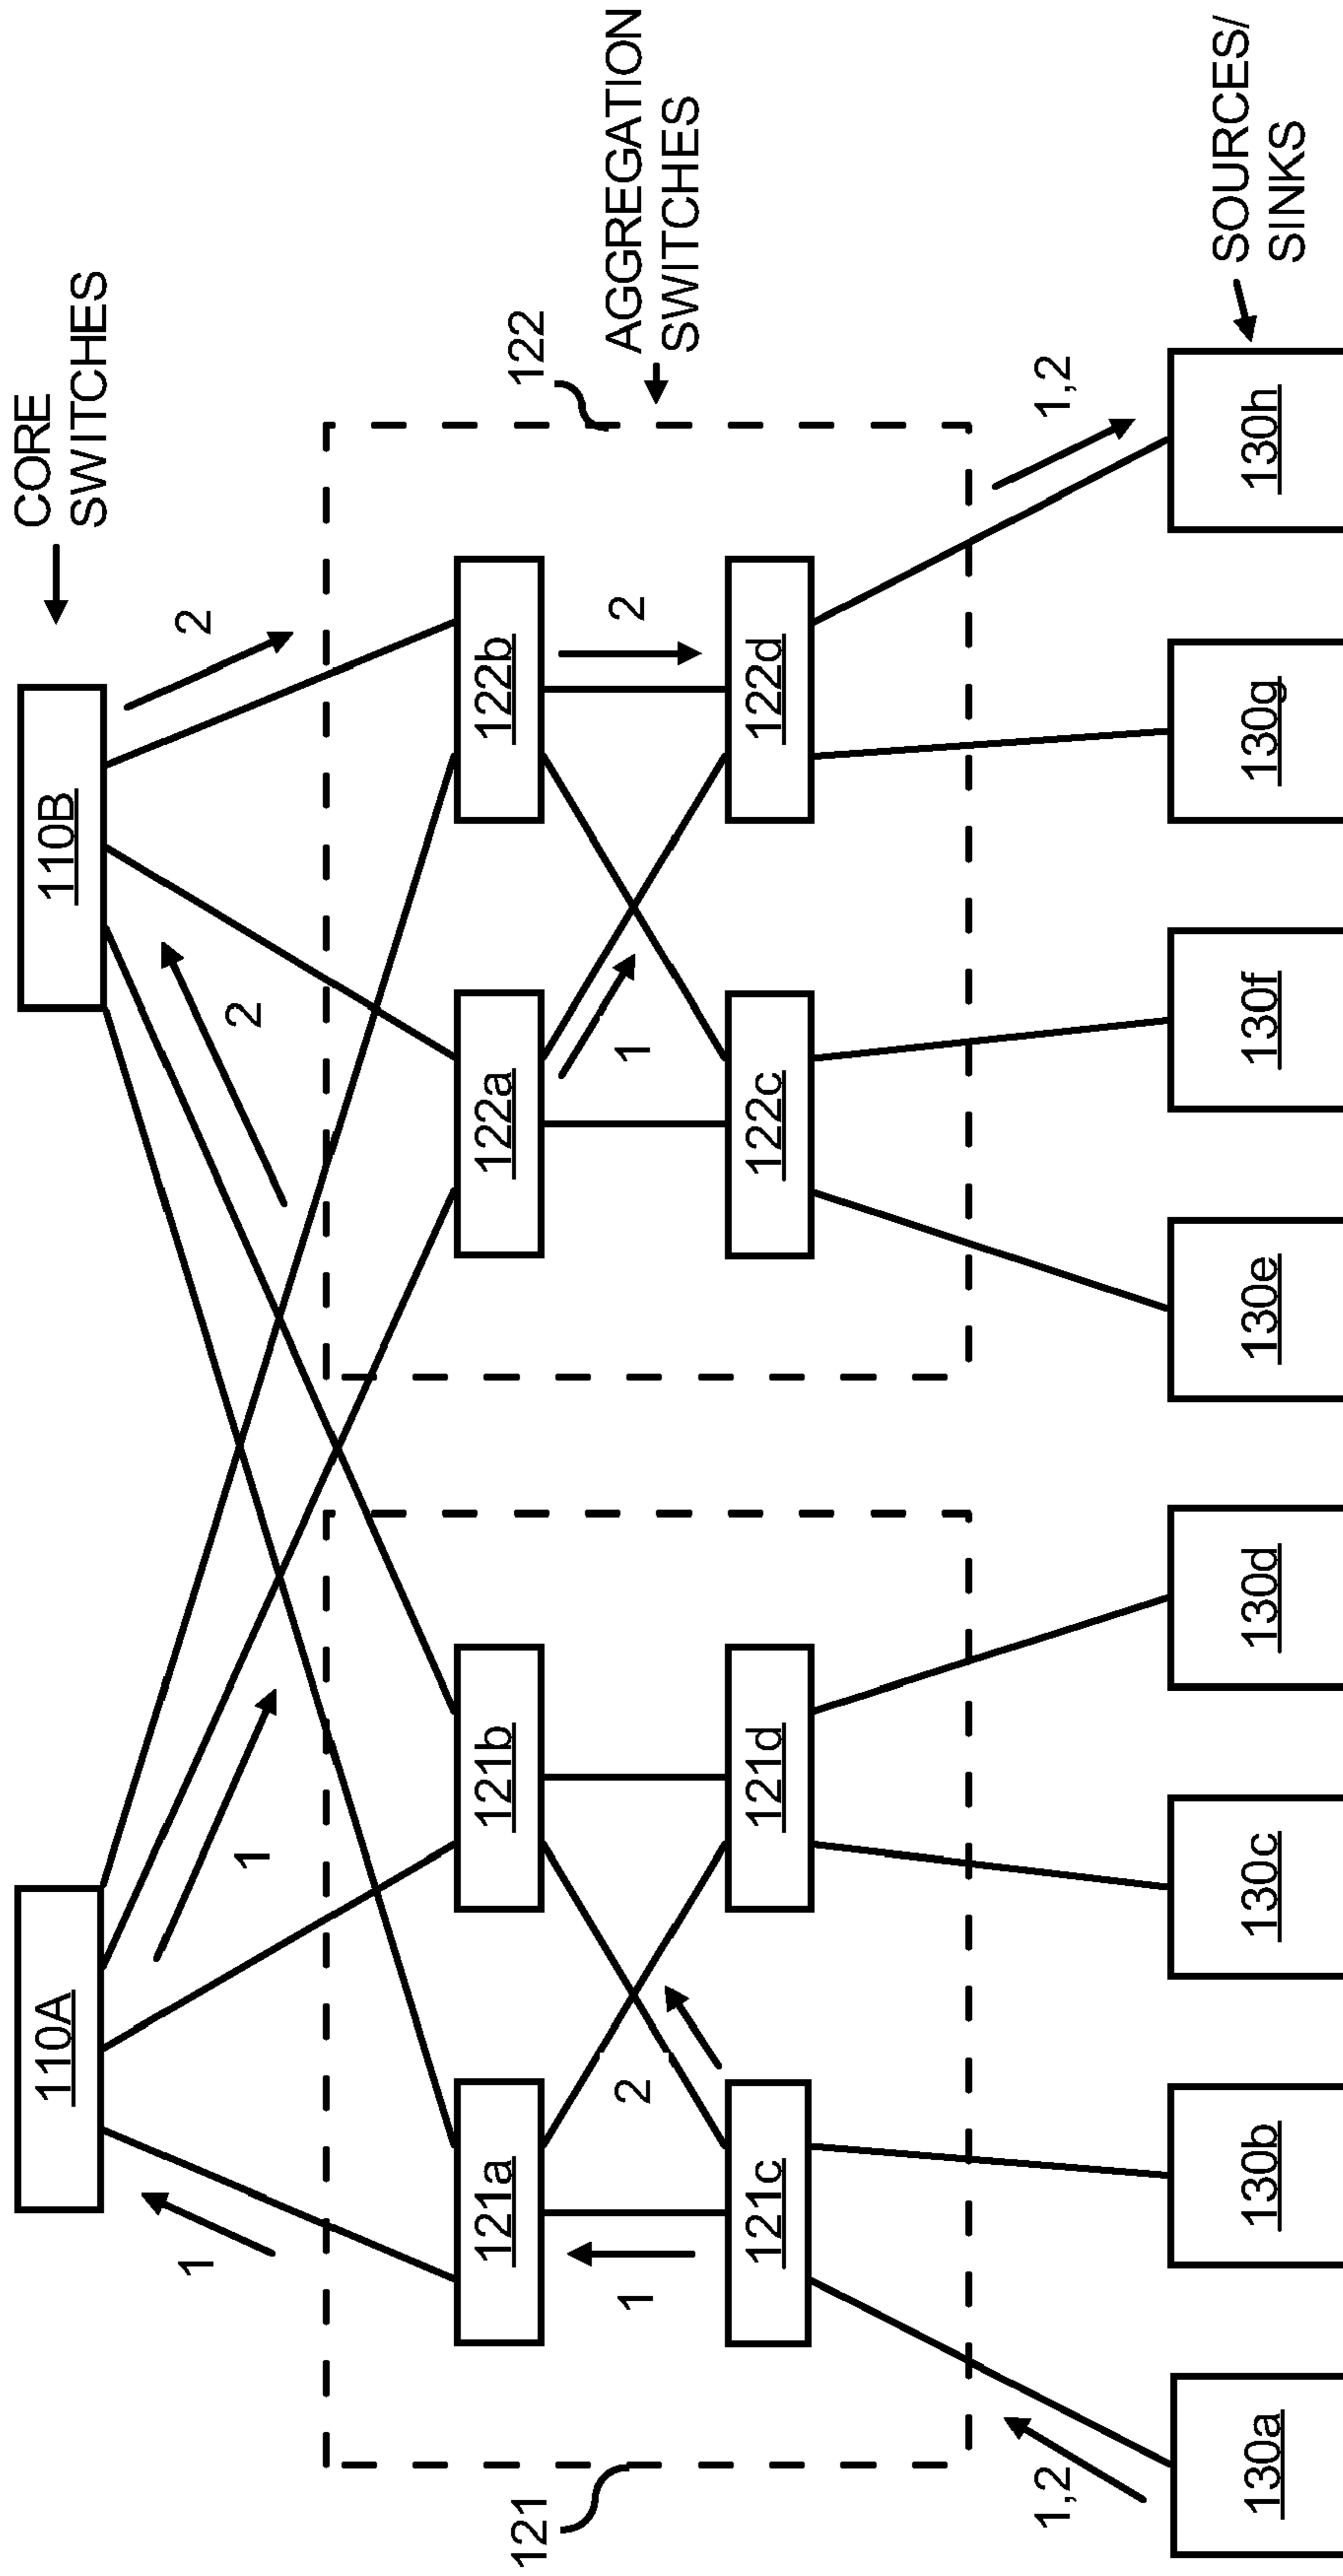 CORE
SWITCHES
110A
110B
2
1
2
1
122
AGGREGATION
SWITCHES
121a
121b
122a
122b
1
2
1
2
121c
121d
122c
122d
121
1,2
1,2
SOURCES/
SINKS
130a
130b
130c
130d
130e
130f
130g
130h